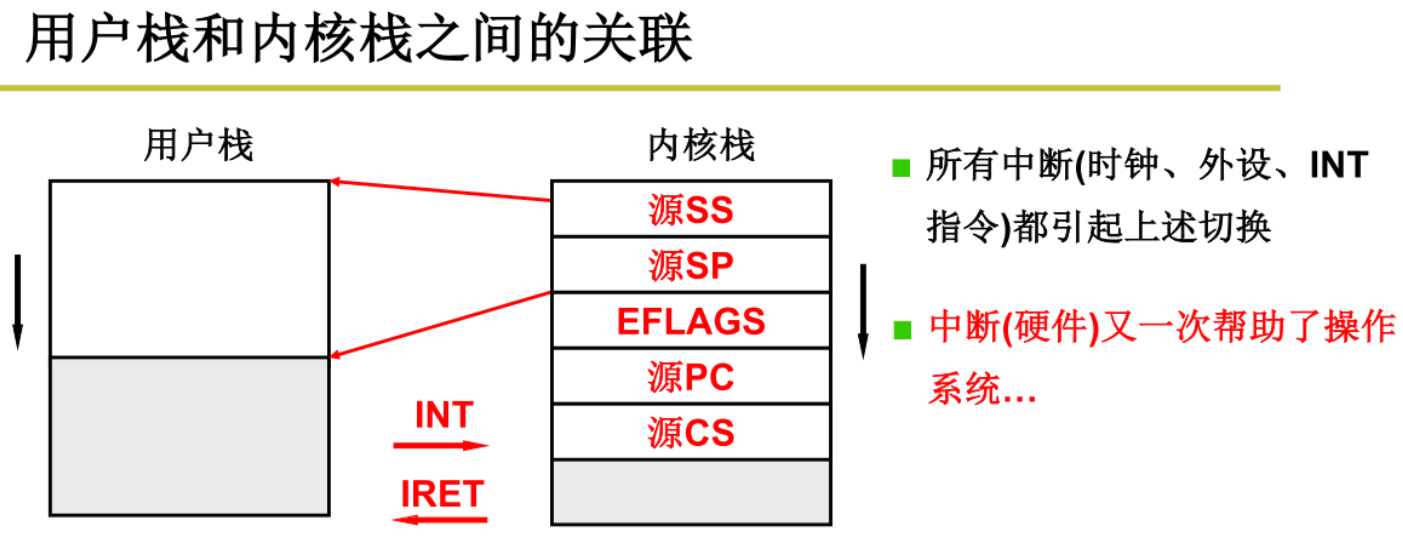 用户栈和内核栈之间的关联
用户栈
内核栈
源SS
源SP
EFLAGS
源PC
源CS
INT
IRET
所有中断(时钟、外设、INT
指令)都引起上述切换
中断(硬件)又一次帮助了操作
系统...